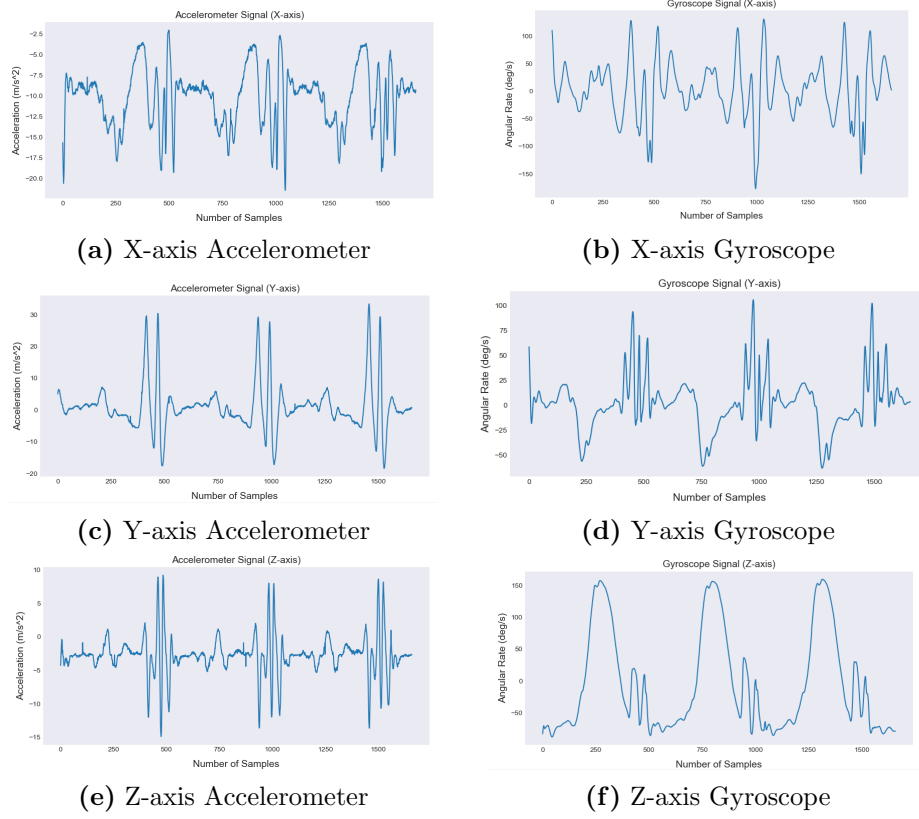 Accelerometer Signal (X-axis)
Acceleration (m/s^2)
−2.5
−5.0
−7.5
−10.0
−12.5
−15.0
−17.5
−20.0
0 250 500 750 1000 1250 1500
Number of Samples
(a) X-axis Accelerometer
Gyroscope Signal (X-axis)
Angular Rate (deg/s)
100
50
0
−50
−100
−150
0 250 500 750 1000 1250 1500
Number of Samples
(b) X-axis Gyroscope
Accelerometer Signal (Y-axis)
Acceleration (m/s^2)
30
20
10
0
−10
−20
0 250 500 750 1000 1250 1500
Number of Samples
(c) Y-axis Accelerometer
Gyroscope Signal (Y-axis)
Angular Rate (deg/s)
100
75
50
25
0
−25
−50
0 250 500 750 1000 1250 1500
Number of Samples
(d) Y-axis Gyroscope
Accelerometer Signal (Z-axis)
Acceleration (m/s^2)
10
5
0
−5
−10
−15
0 250 500 750 1000 1250 1500
Number of Samples
(e) Z-axis Accelerometer
Gyroscope Signal (Z-axis)
Angular Rate (deg/s)
150
100
50
0
−50
0 250 500 750 1000 1250 1500
Number of Samples
(f) Z-axis Gyroscope